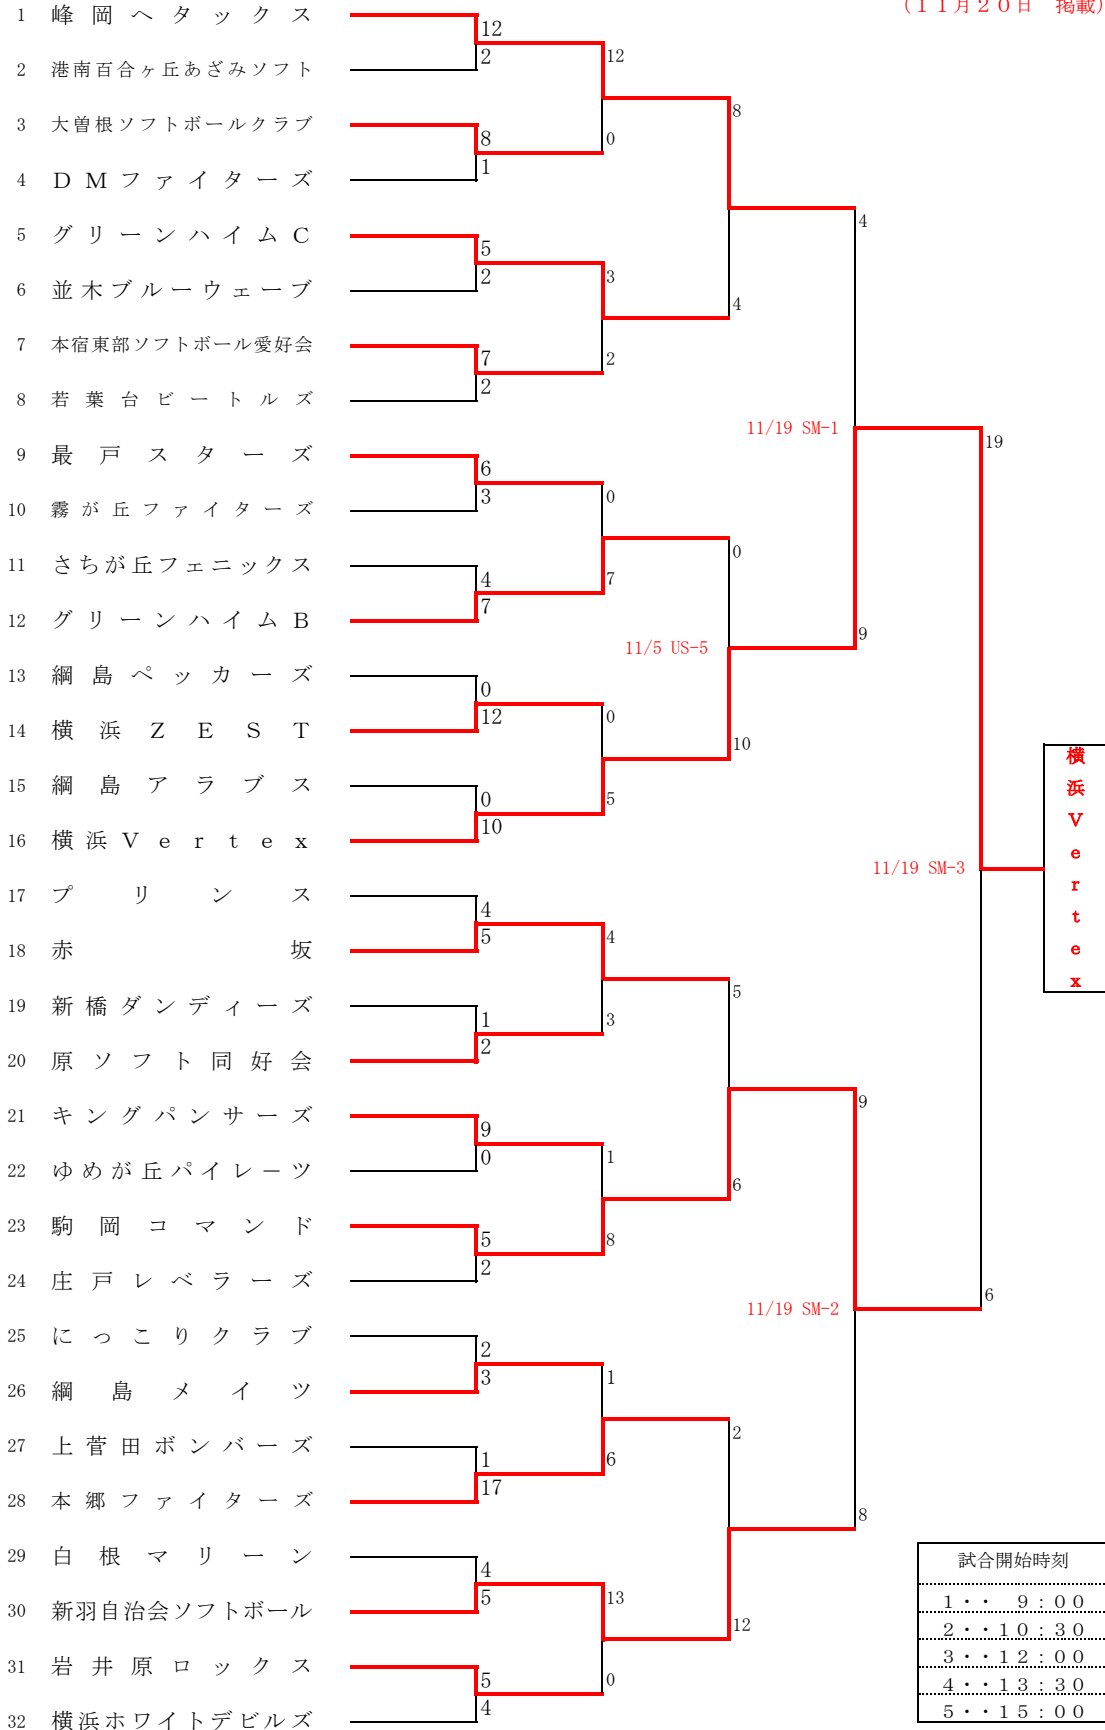 （１１月２０日　掲載）
1 峰岡ヘタックス
12
2 港南百合ヶ丘あざみソフト
2
12
3 大曽根ソフトボールクラブ
8
0
8
4 ＤＭファイターズ
1
4
5 グリーンハイムＣ
5
6 並木ブルーウェーブ
2
3
4
7 本宿東部ソフトボール愛好会
7
2
8 若葉台ビートルズ
2
11/19 SM-1
19
9 最戸スターズ
6
10 霧が丘ファイターズ
3
0
11 さちが丘フェニックス
4
7
0
12 グリーンハイムＢ
7
11/5 US-5
9
13 綱島ペッカーズ
0
14 横浜ＺＥＳＴ
12
0
10
15 綱島アラブス
0
5
16 横浜Ｖｅｒｔｅｘ
10
横浜Ｖｅｒｔｅｘ
11/19 SM-3
17 プリンス
4
18 赤坂
5
4
19 新橋ダンディーズ
1
3
5
20 原ソフト同好会
2
21 キングパンサーズ
9
9
22 ゆめが丘パイレーツ
0
1
6
23 駒岡コマンド
5
8
24 庄戸レベラーズ
2
11/19 SM-2
6
25 にっこりクラブ
2
26 綱島メイツ
3
1
27 上菅田ボンバーズ
1
6
2
28 本郷ファイターズ
17
8
29 白根マリーン
4
30 新羽自治会ソフトボール
5
13
12
31 岩井原ロックス
5
0
32 横浜ホワイトデビルズ
4
試合開始時刻
１・・　９：００
２・・１０：３０
３・・１２：００
４・・１３：３０
５・・１５：００